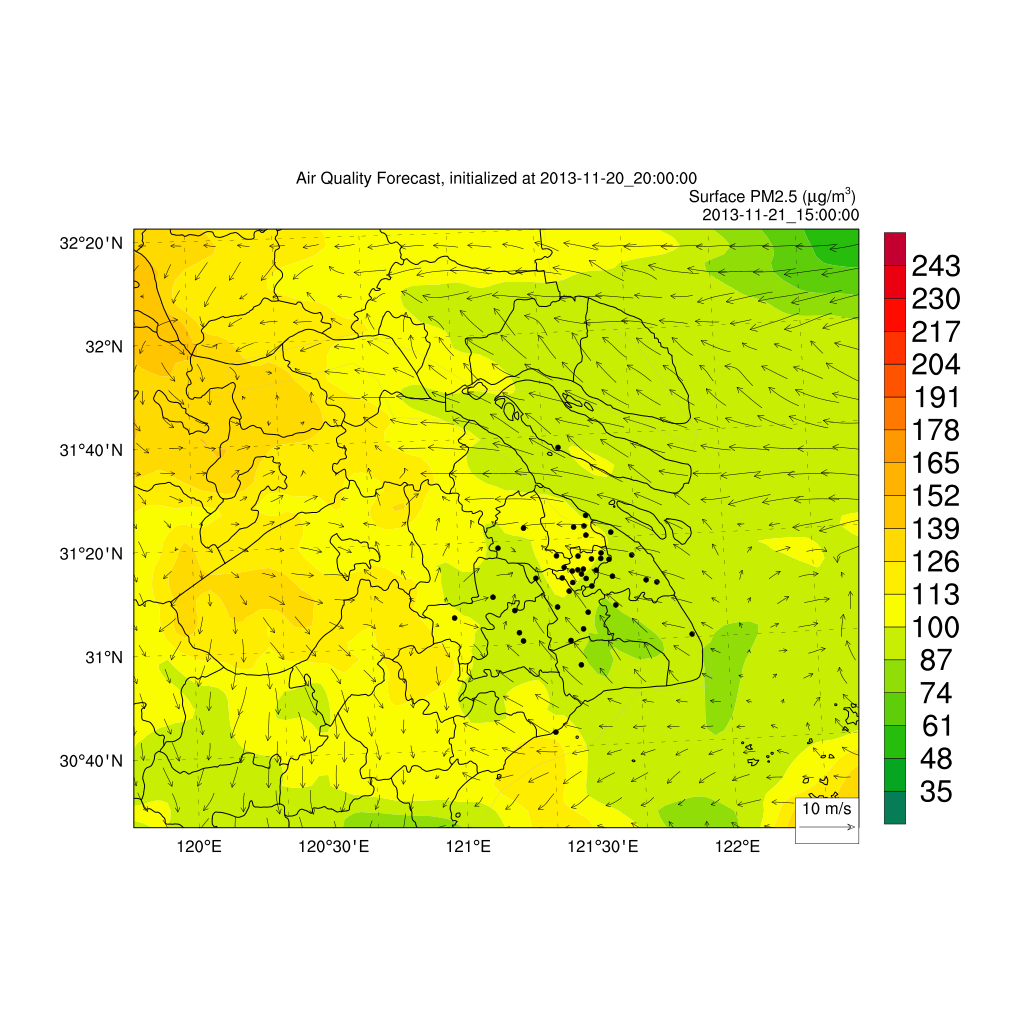 Air Quality Forecast, initialized at 2013-11-20_20:00:00
Surface PM2.5 (μg/m³)
2013-11-21_15:00:00
32°20'N
32°N
31°40'N
31°20'N
31°N
30°40'N
120°E
120°30'E
121°E
121°30'E
122°E
10 m/s
243
230
217
204
191
178
165
152
139
126
113
100
87
74
61
48
35